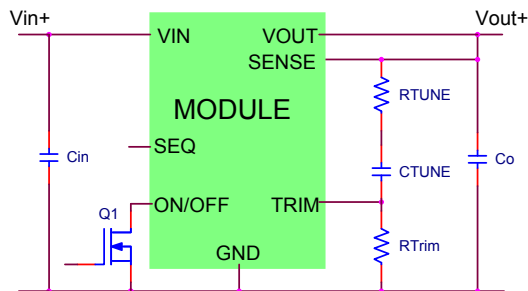 Vin+ Vout+
VIN VOUT
SENSE
RTUNE
MODULE
SEQ
Cin CTUNE Co
ON/OFF TRIM
Q1
RTrim
GND